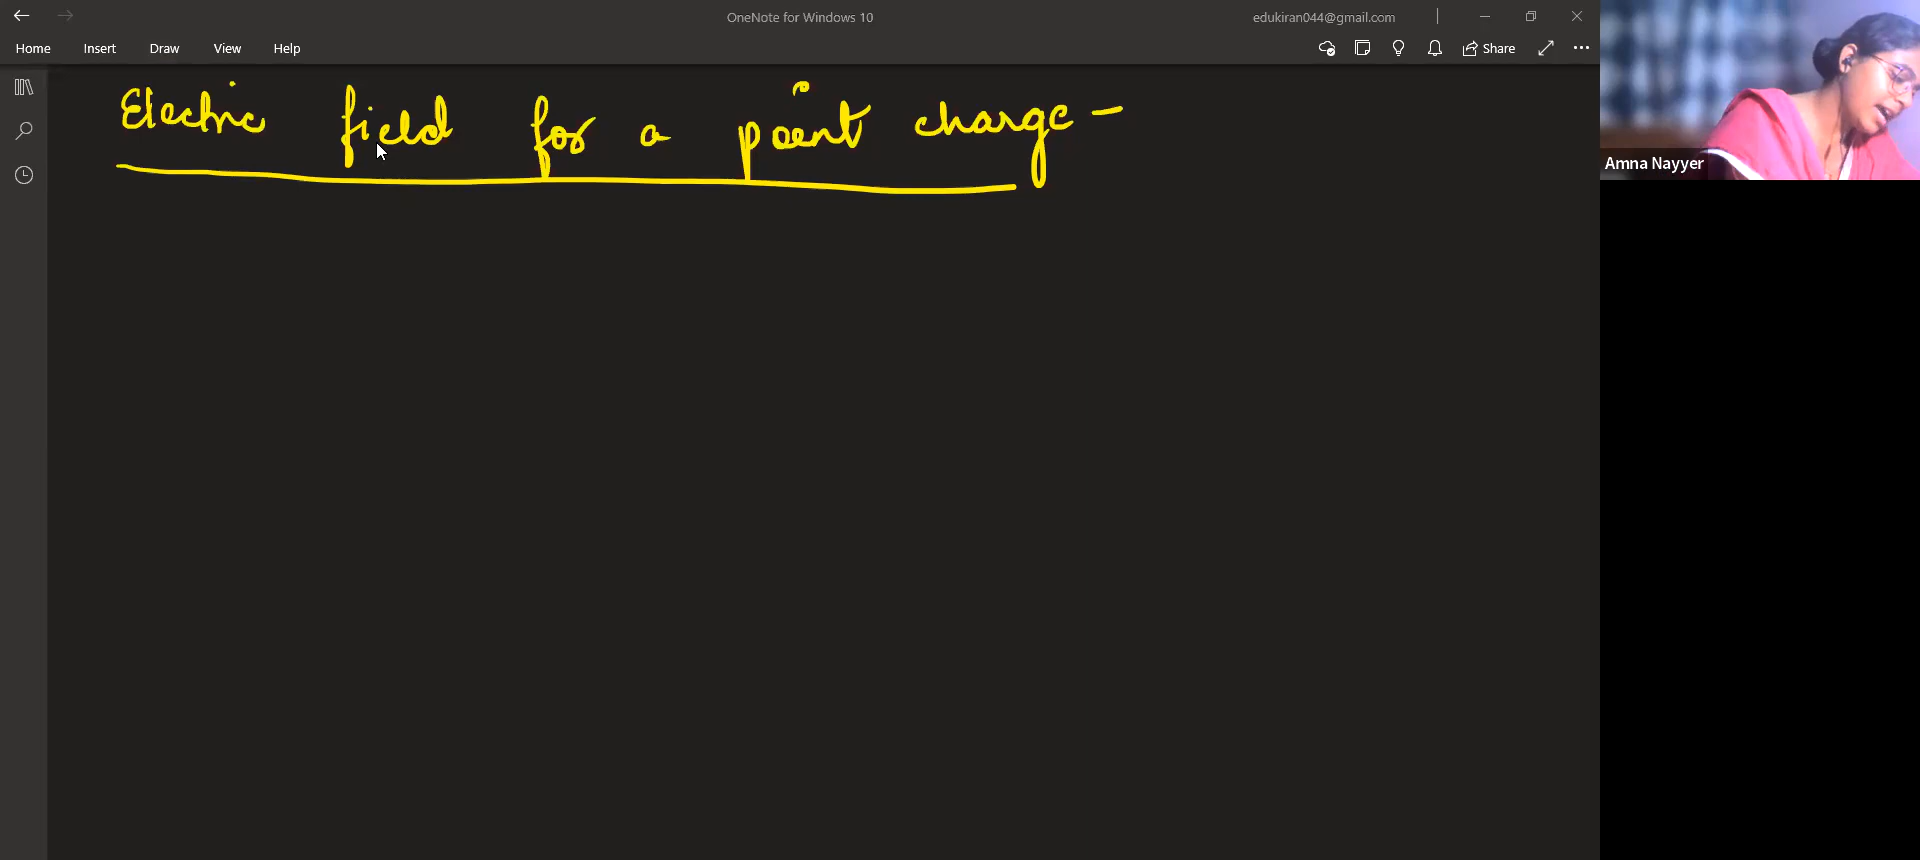 OneNote for Windows 10
edukiran044@gmail.com
Home Insert Draw View Help
Share
Electric field for a point charge -
Amna Nayyer